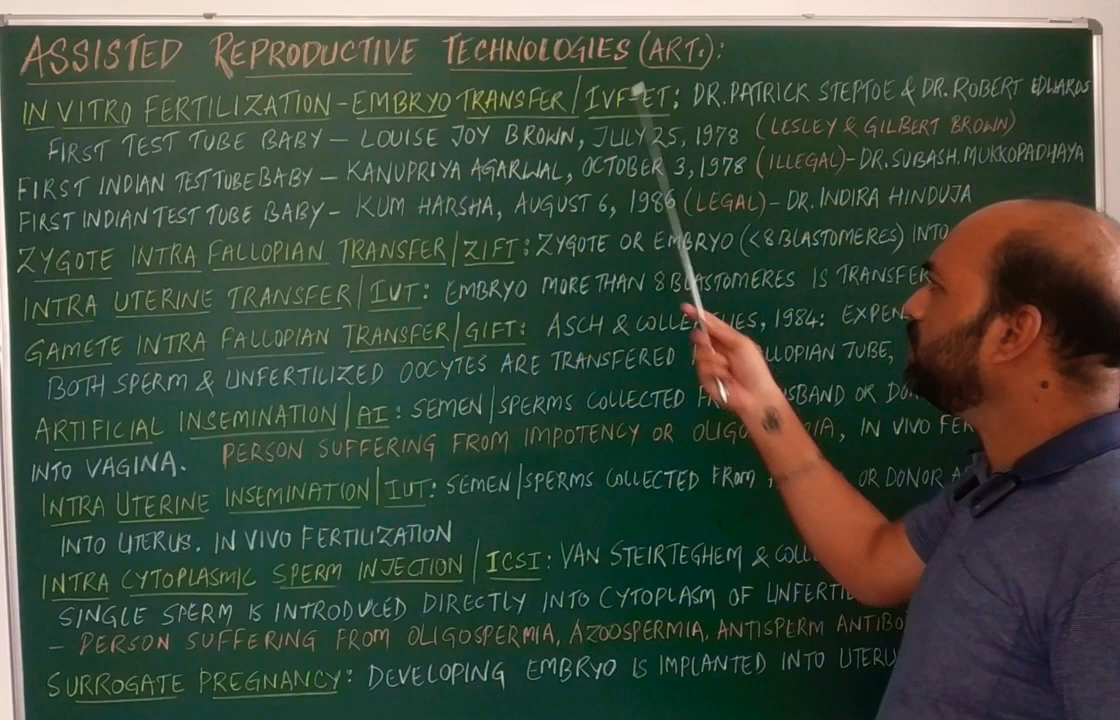 ASSISTED REPRODUCTIVE TECHNOLOGIES (ART):
IN VITRO FERTILIZATION - EMBRYO TRANSFER / IVF-ET: DR. PATRICK STEPTOE & DR. ROBERT EDWARDS
FIRST TEST TUBE BABY - LOUISE JOY BROWN, JULY 25, 1978 (LESLEY & GILBERT BROWN)
FIRST INDIAN TEST TUBE BABY - KANUPRIYA AGARWAL, OCTOBER 3, 1978 (ILLEGAL) - DR. SUBASH. MUKKOPADHAYA
FIRST INDIAN TEST TUBE BABY - KUM HARSHA, AUGUST 6, 1986 (LEGAL) - DR. INDIRA HINDUJA
ZYGOTE INTRA FALLOPIAN TRANSFER / ZIFT: ZYGOTE OR EMBRYO (<8 BLASTOMERES) INTO
INTRA UTERINE TRANSFER / IUT: EMBRYO MORE THAN 8 BLASTOMERES IS TRANSFER
GAMETE INTRA FALLOPIAN TRANSFER / GIFT: ASCH & COLLEAGUES, 1984: EXPEN
BOTH SPERM & UNFERTILIZED OOCYTES ARE TRANSFERED LLOPIAN TUBE,
ARTIFICIAL INSEMINATION / AI: SEMEN / SPERMS COLLECTED USBAND OR DO
INTO VAGINA. PERSON SUFFERING FROM IMPOTENCY OR OLIGO MIA, IN VIVO FER
INTRA UTERINE INSEMINATION / IUT: SEMEN / SPERMS COLLECTED FROM OR DONOR A
INTO UTERUS. IN VIVO FERTILIZATION
INTRA CYTOPLASMIC SPERM INJECTION / ICSI: VAN STEIRTEGHEM & COLL
SINGLE SPERM IS INTRODUCED DIRECTLY INTO CYTOPLASM OF UNFERTIL
- PERSON SUFFERING FROM OLIGOSPERMIA, AZOOSPERMIA, ANTISPERM ANTIBO
SURROGATE PREGNANCY: DEVELOPING EMBRYO IS IMPLANTED INTO UTERU